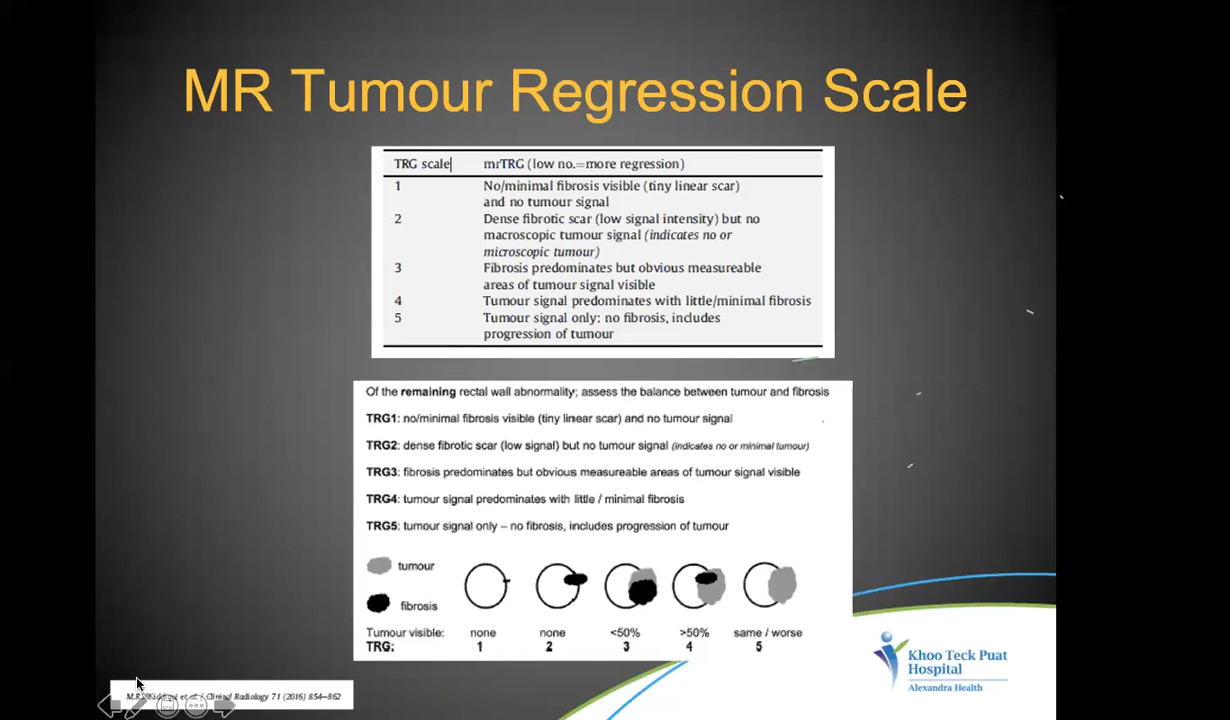 MR Tumour Regression Scale
TRG scale mrTRG (low no.=more regression)
1 No/minimal fibrosis visible (tiny linear scar)
and no tumour signal
2 Dense fibrotic scar (low signal intensity) but no
macroscopic tumour signal (indicates no or
microscopic tumour)
3 Fibrosis predominates but obvious measureable
areas of tumour signal visible
4 Tumour signal predominates with little/minimal fibrosis
5 Tumour signal only: no fibrosis, includes
progression of tumour
Of the remaining rectal wall abnormality; assess the balance between tumour and fibrosis
TRG1: no/minimal fibrosis visible (tiny linear scar) and no tumour signal
TRG2: dense fibrotic scar (low signal) but no tumour signal (indicates no or minimal tumour)
TRG3: fibrosis predominates but obvious measureable areas of tumour signal visible
TRG4: tumour signal predominates with little / minimal fibrosis
TRG5: tumour signal only – no fibrosis, includes progression of tumour
tumour
fibrosis
Tumour visible: none none <50% >50% same / worse
TRG: 1 2 3 4 5
Khoo Teck Puat
Hospital
Alexandra Health
et al. / Clinical Radiology 71 (2016) 854–862